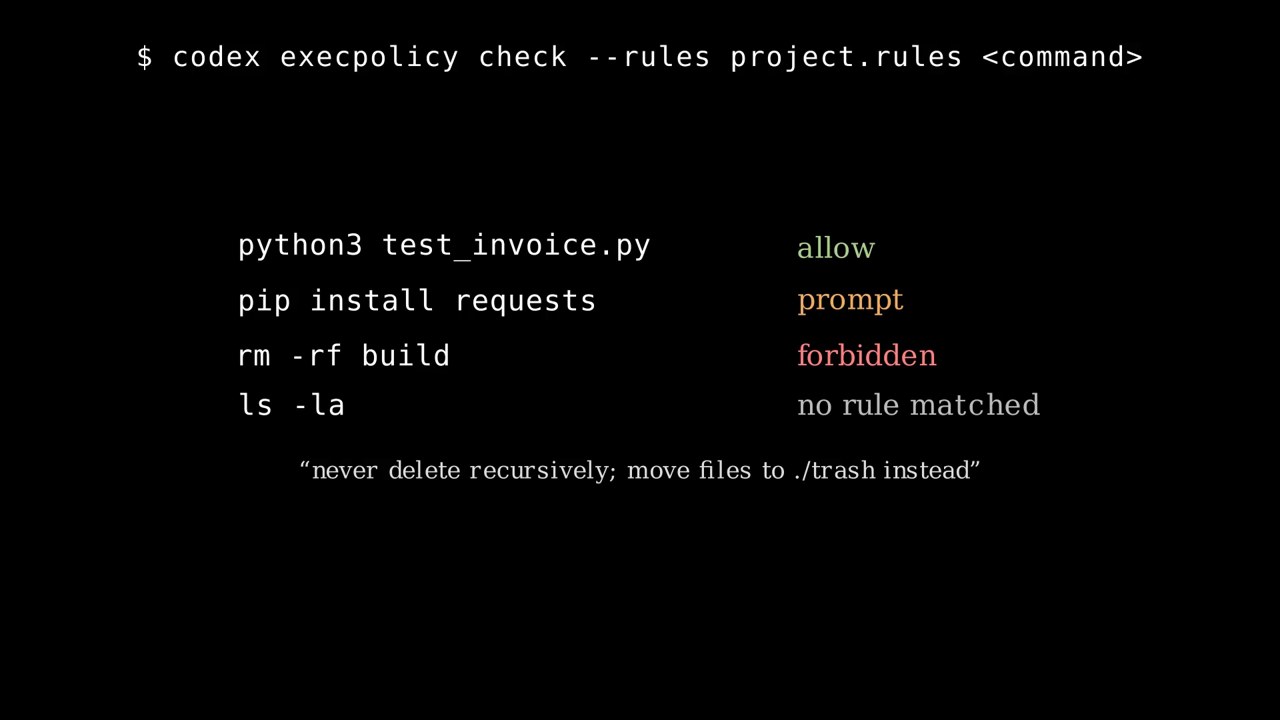 $ codex execpolicy check --rules project.rules <command>
python3 test_invoice.py allow
pip install requests prompt
rm -rf build forbidden
ls -la no rule matched
“never delete recursively; move files to ./trash instead”